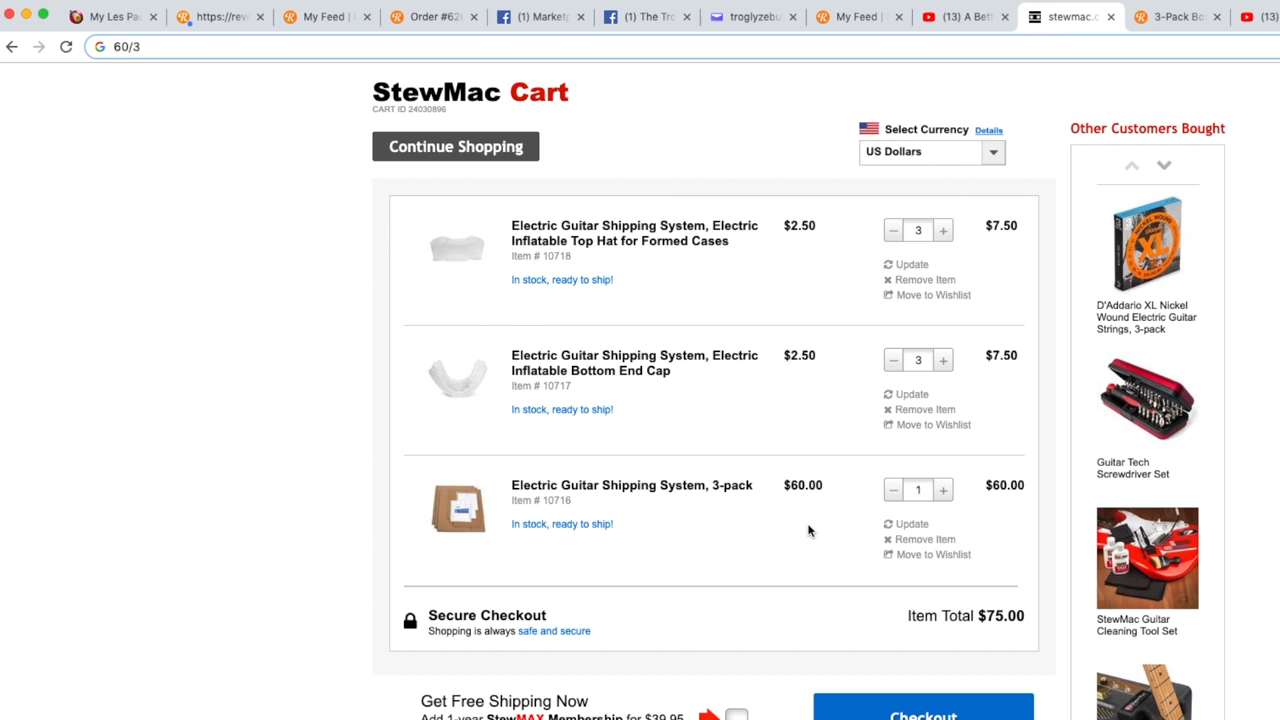 My Les Pau
https://reve
My Feed |
Order #626
(1) Marketp
(1) The Tro
troglyzebu
My Feed |
(13) A Bett
stewmac.c
3-Pack Bo
(13)
60/3
StewMac Cart
CART ID 24030896
Continue Shopping
Select Currency Details
US Dollars
Other Customers Bought
Electric Guitar Shipping System, Electric $2.50 3 $7.50
Inflatable Top Hat for Formed Cases
Item # 10718
Update
In stock, ready to ship! Remove Item
Move to Wishlist
D'Addario XL Nickel
Wound Electric Guitar
Strings, 3-pack
Electric Guitar Shipping System, Electric $2.50 3 $7.50
Inflatable Bottom End Cap
Item # 10717
Update
In stock, ready to ship! Remove Item
Move to Wishlist
Guitar Tech
Screwdriver Set
Electric Guitar Shipping System, 3-pack $60.00 1 $60.00
Item # 10716
In stock, ready to ship! Update
Remove Item
Move to Wishlist
Secure Checkout Item Total $75.00
Shopping is always safe and secure
StewMac Guitar
Cleaning Tool Set
Get Free Shipping Now
Add 1-year StewMAX Membership for $39.95
Checkout